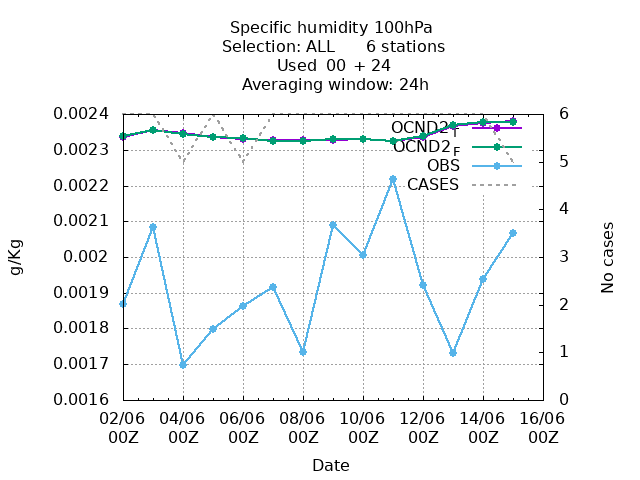 Specific humidity 100hPa
Selection: ALL 6 stations
Used 00 + 24
Averaging window: 24h
0.0024
0.0023
0.0022
0.0021
0.002
0.0019
0.0018
0.0017
0.0016
g/Kg
OCND2_T
OCND2_F
OBS
CASES
6
5
4
3
2
1
0
No cases
02/06 04/06 06/06 08/06 10/06 12/06 14/06 16/06
00Z 00Z 00Z 00Z 00Z 00Z 00Z 00Z
Date